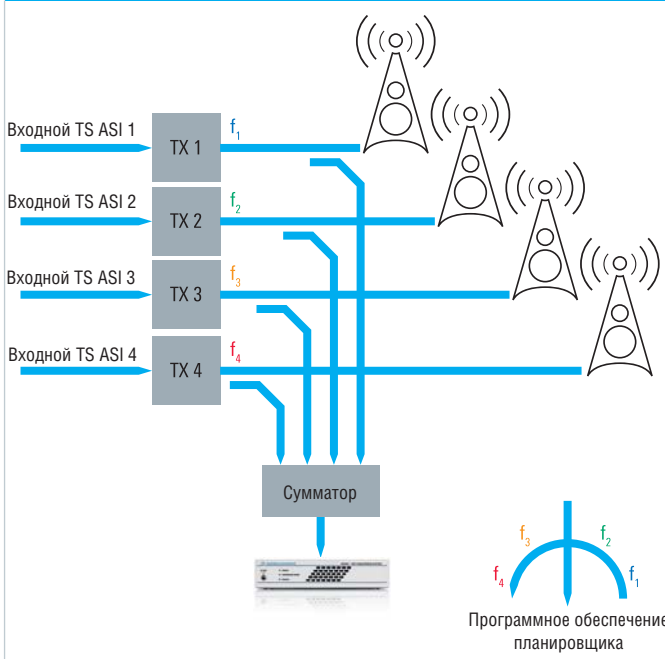 Входной TS ASI 1
TX 1
f₁
Входной TS ASI 2
TX 2
f₂
Входной TS ASI 3
TX 3
f₃
Входной TS ASI 4
TX 4
f₄
Сумматор
f₃
f₂
f₄
f₁
Программное обеспечение
планировщика